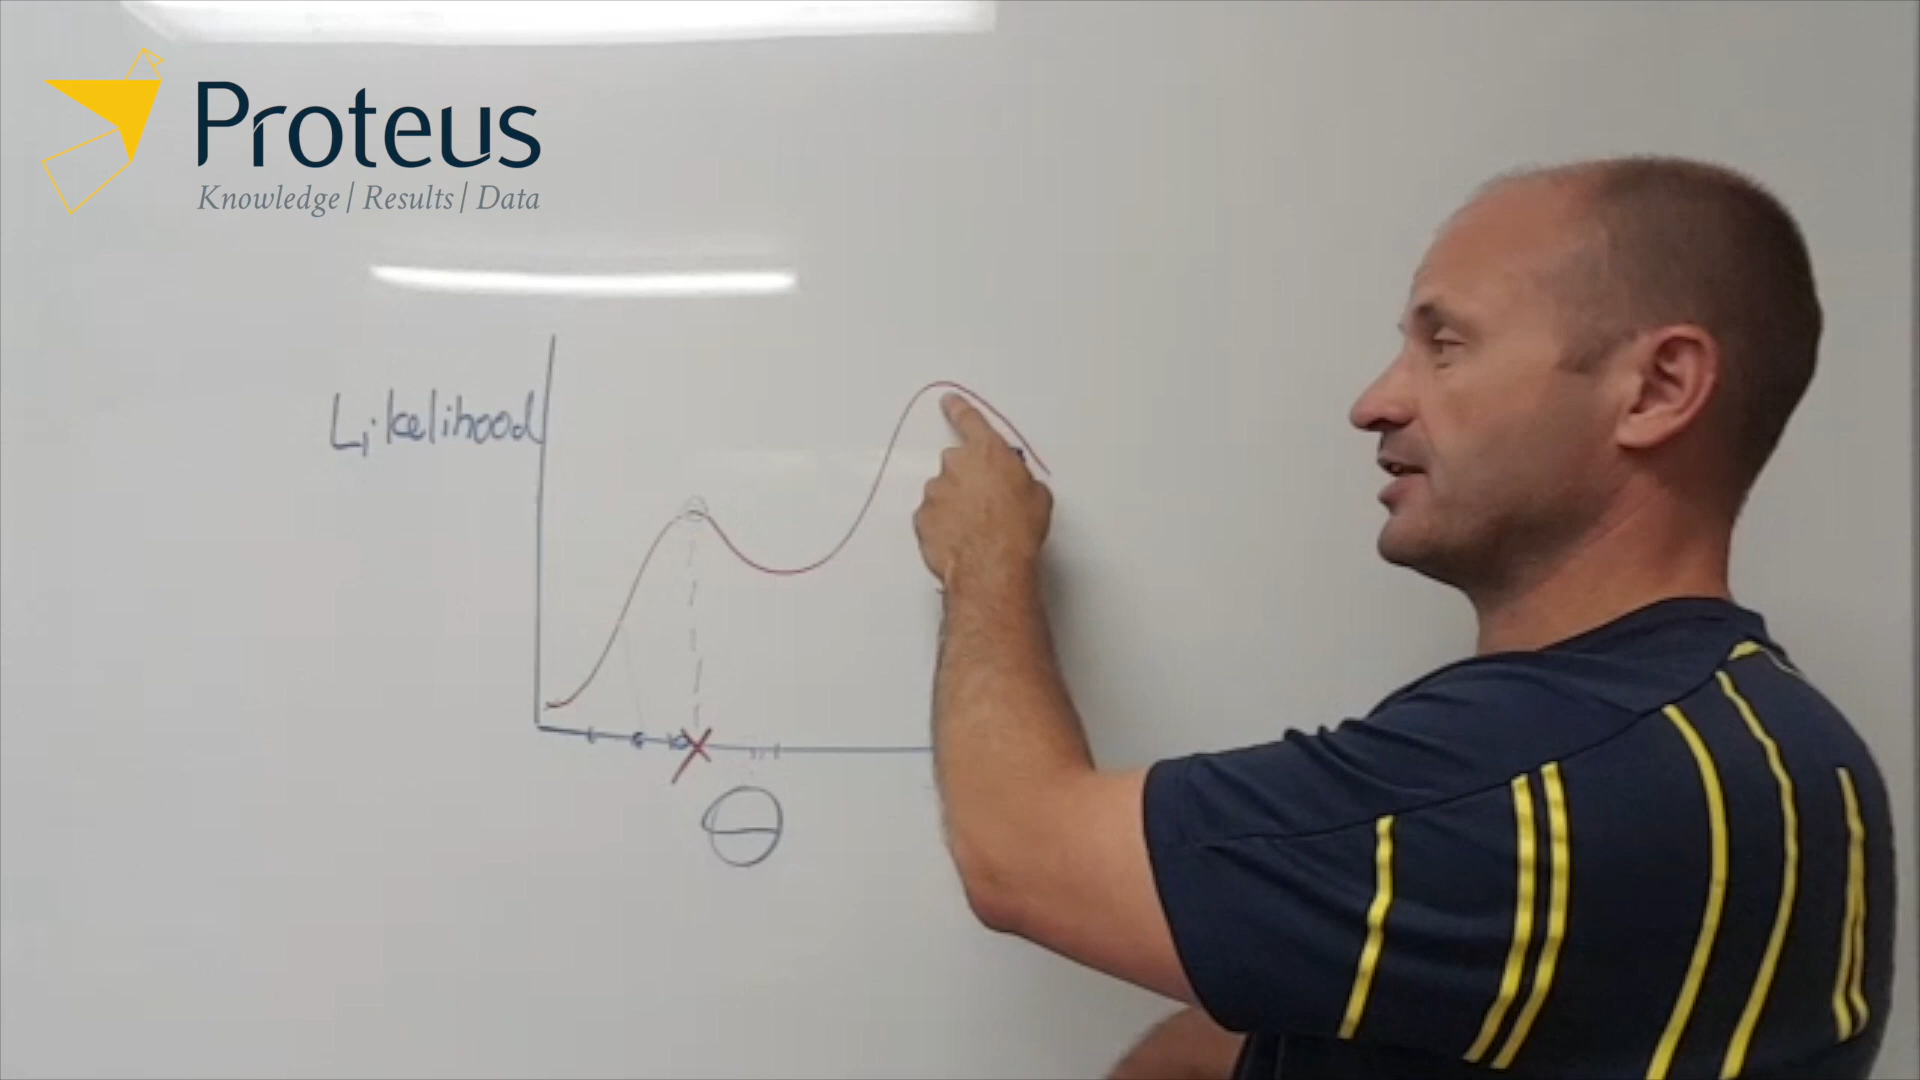 Proteus
Knowledge | Results | Data
Likelihood
θ